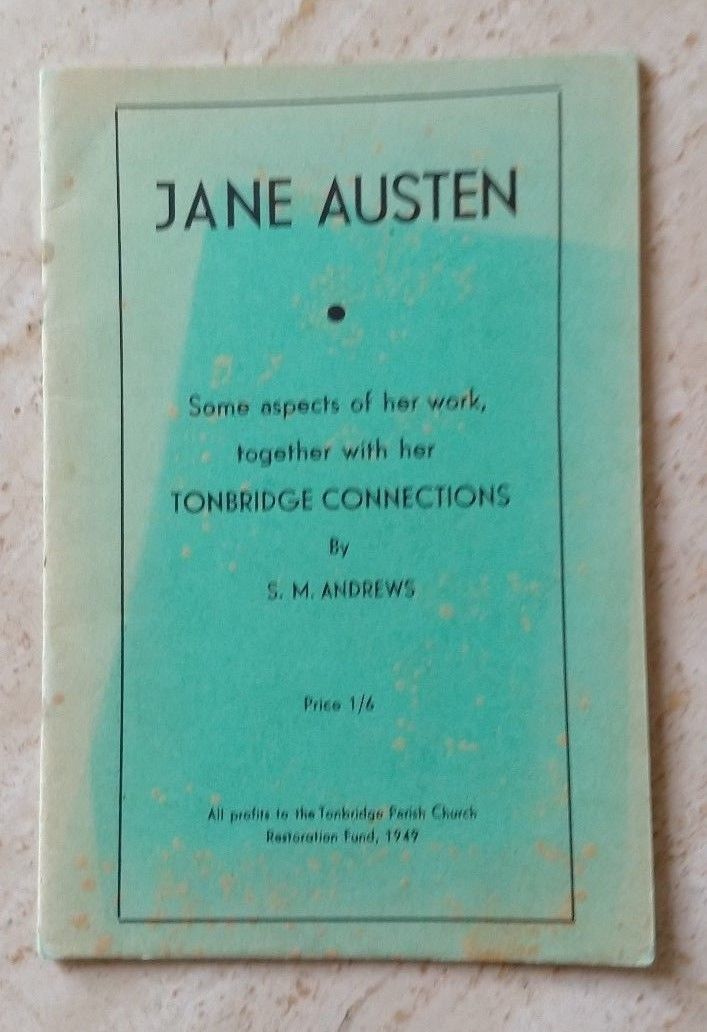 JANE AUSTEN
•
Some aspects of her work,
together with her
TONBRIDGE CONNECTIONS
By
S. M. ANDREWS
Price 1/6
All profits to the Tonbridge Parish Church
Restoration Fund, 1949